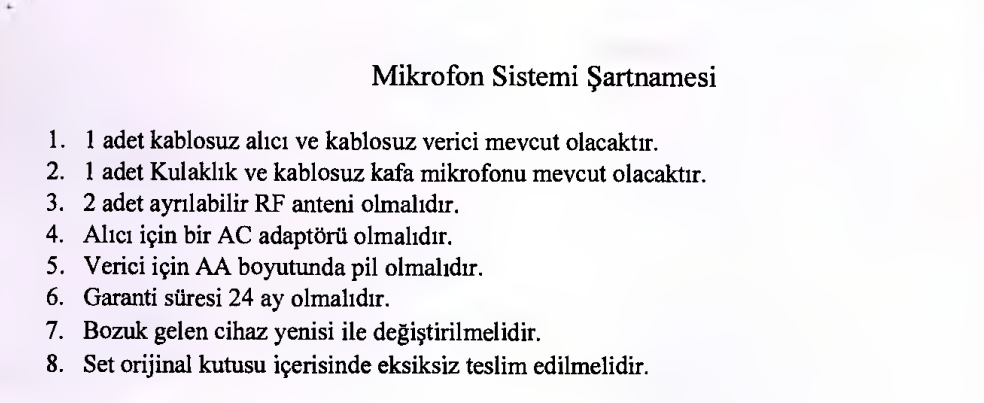 Mikrofon Sistemi Şartnamesi
1. 1 adet kablosuz alıcı ve kablosuz verici mevcut olacaktır.
2. 1 adet Kulaklık ve kablosuz kafa mikrofonu mevcut olacaktır.
3. 2 adet ayrılabilir RF anteni olmalıdır.
4. Alıcı için bir AC adaptörü olmalıdır.
5. Verici için AA boyutunda pil olmalıdır.
6. Garanti süresi 24 ay olmalıdır.
7. Bozuk gelen cihaz yenisi ile değiştirilmelidir.
8. Set orijinal kutusu içerisinde eksiksiz teslim edilmelidir.